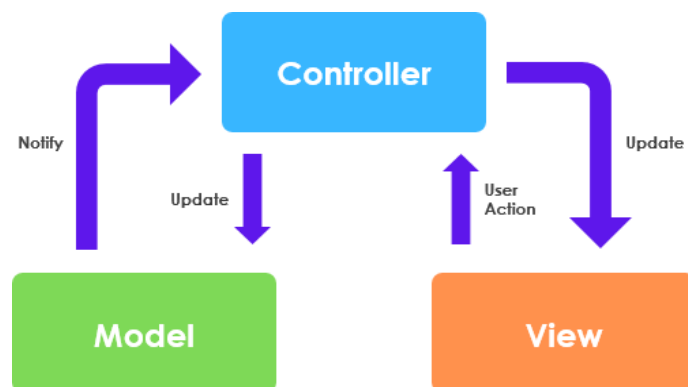 Controller
Notify
Update
Update
User
Action
Model
View